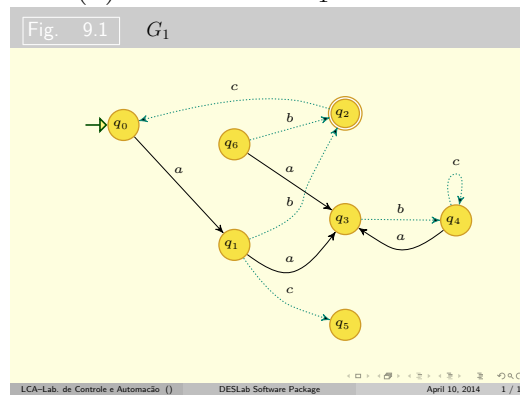 Fig. 9.1 G₁
c
q₀
q₂
b
q₆
a
a
b
c
q₃
b
q₄
q₁
a
a
c
q₅
LCA–Lab. de Controle e Automacão () DESLab Software Package April 10, 2014 1 / 1